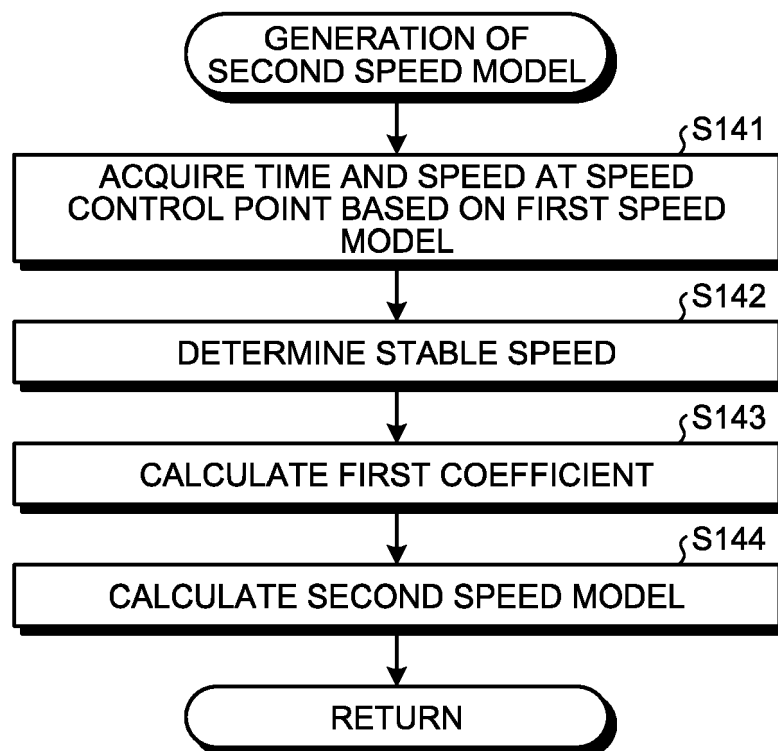 GENERATION OF
SECOND SPEED MODEL
S141
ACQUIRE TIME AND SPEED AT SPEED
CONTROL POINT BASED ON FIRST SPEED
MODEL
S142
DETERMINE STABLE SPEED
S143
CALCULATE FIRST COEFFICIENT
S144
CALCULATE SECOND SPEED MODEL
RETURN